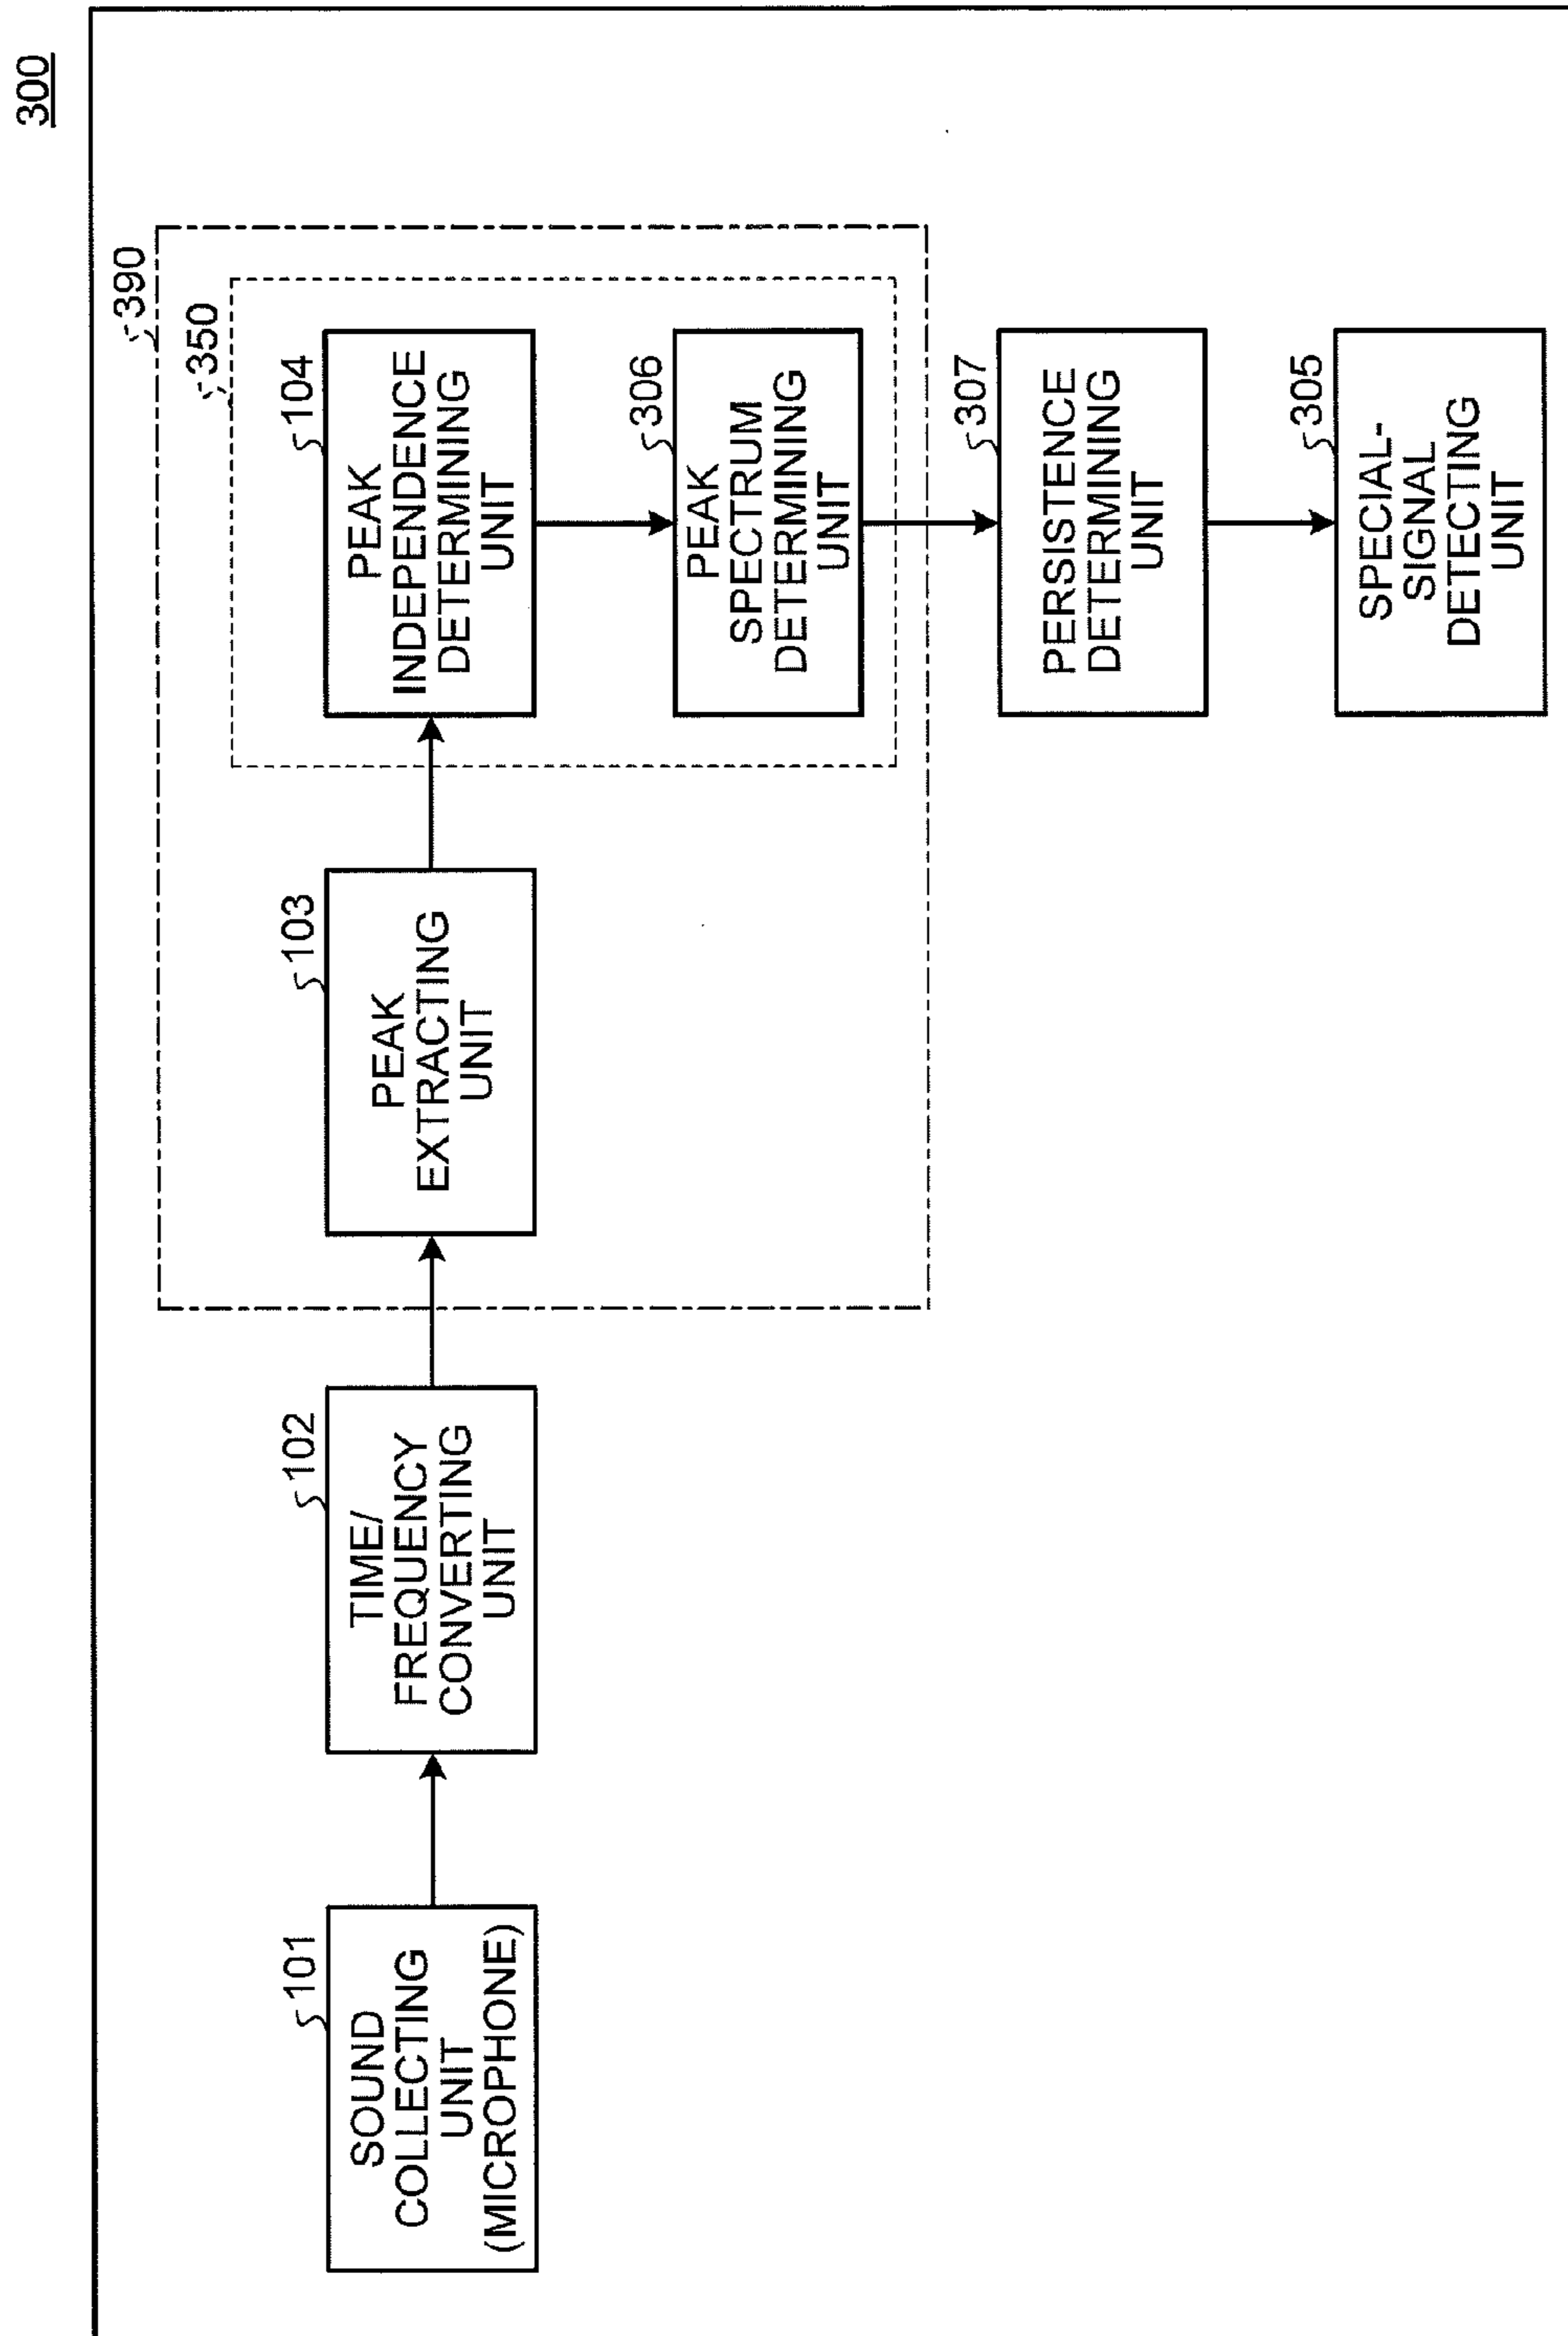 300
390
350
101
SOUND
COLLECTING
UNIT
(MICROPHONE)
102
TIME/
FREQUENCY
CONVERTING
UNIT
103
PEAK
EXTRACTING
UNIT
104
PEAK
INDEPENDENCE
DETERMINING
UNIT
306
PEAK
SPECTRUM
DETERMINING
UNIT
307
PERSISTENCE
DETERMINING
UNIT
305
SPECIAL-
SIGNAL
DETECTING
UNIT